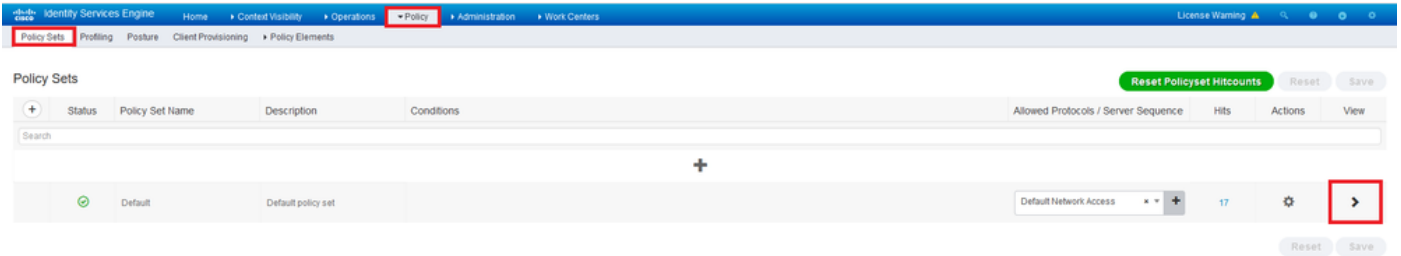 cisco Identity Services Engine Home Context Visibility Operations Policy Administration Work Centers License Warning
Policy Sets Profiling Posture Client Provisioning Policy Elements
Policy Sets
Reset Policyset Hitcounts Reset Save
+ Status Policy Set Name Description Conditions Allowed Protocols / Server Sequence Hits Actions View
Search
+
Default Default policy set Default Network Access × + 17
Reset Save